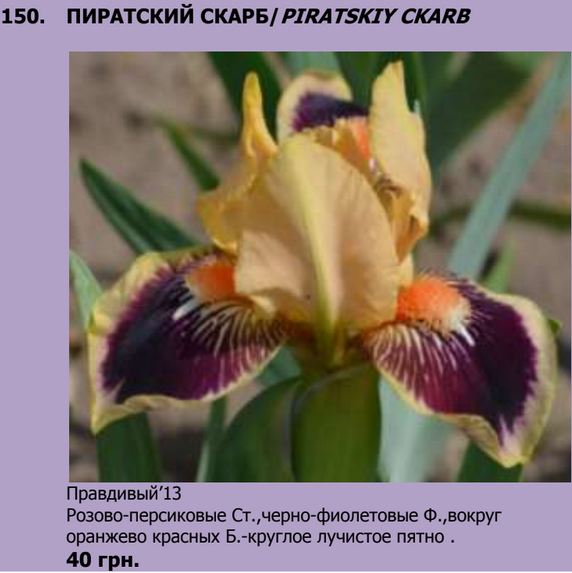 150. ПИРАТСКИЙ СКАРБ/PIRATSKIY CKARB
Правдивый’13
Розово-персиковые Ст.,черно-фиолетовые Ф.,вокруг
оранжево красных Б.-круглое лучистое пятно .
40 грн.